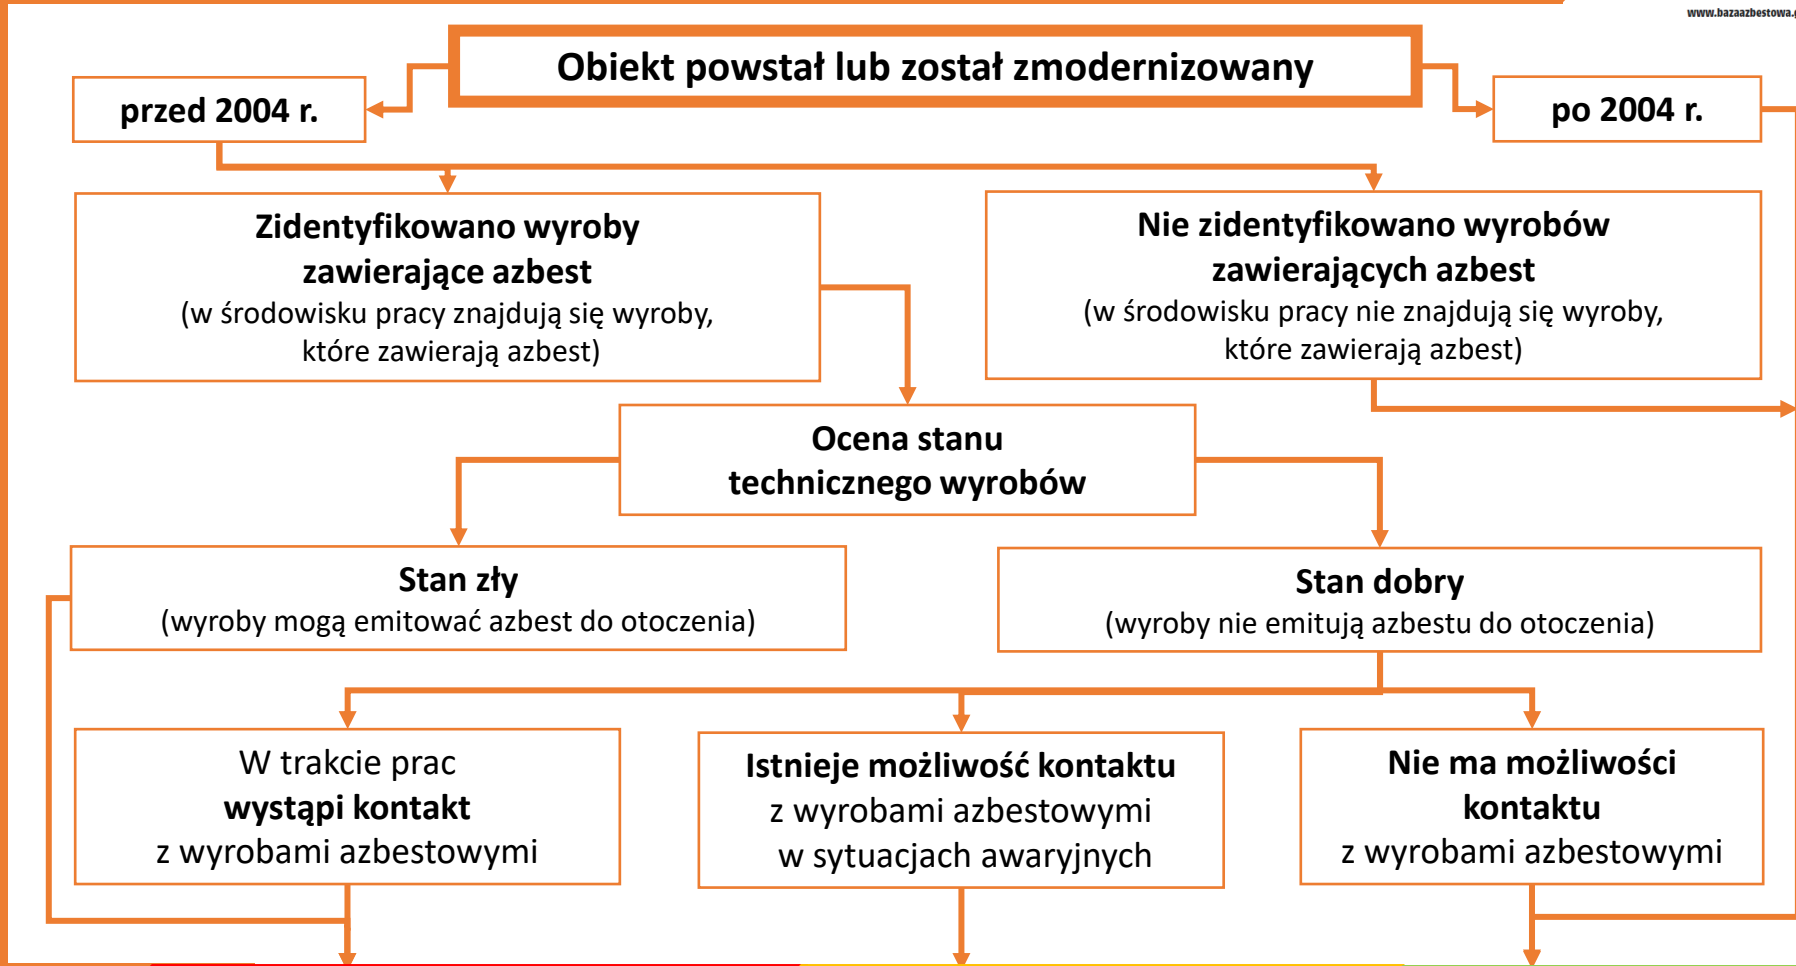 www.bazaazbestowa.g
Obiekt powstał lub został zmodernizowany
przed 2004 r.
po 2004 r.
Zidentyfikowano wyroby
zawierające azbest
(w środowisku pracy znajdują się wyroby,
które zawierają azbest)
Nie zidentyfikowano wyrobów
zawierających azbest
(w środowisku pracy nie znajdują się wyroby,
które zawierają azbest)
Ocena stanu
technicznego wyrobów
Stan zły
(wyroby mogą emitować azbest do otoczenia)
Stan dobry
(wyroby nie emitują azbestu do otoczenia)
W trakcie prac
wystąpi kontakt
z wyrobami azbestowymi
Istnieje możliwość kontaktu
z wyrobami azbestowymi
w sytuacjach awaryjnych
Nie ma możliwości
kontaktu
z wyrobami azbestowymi